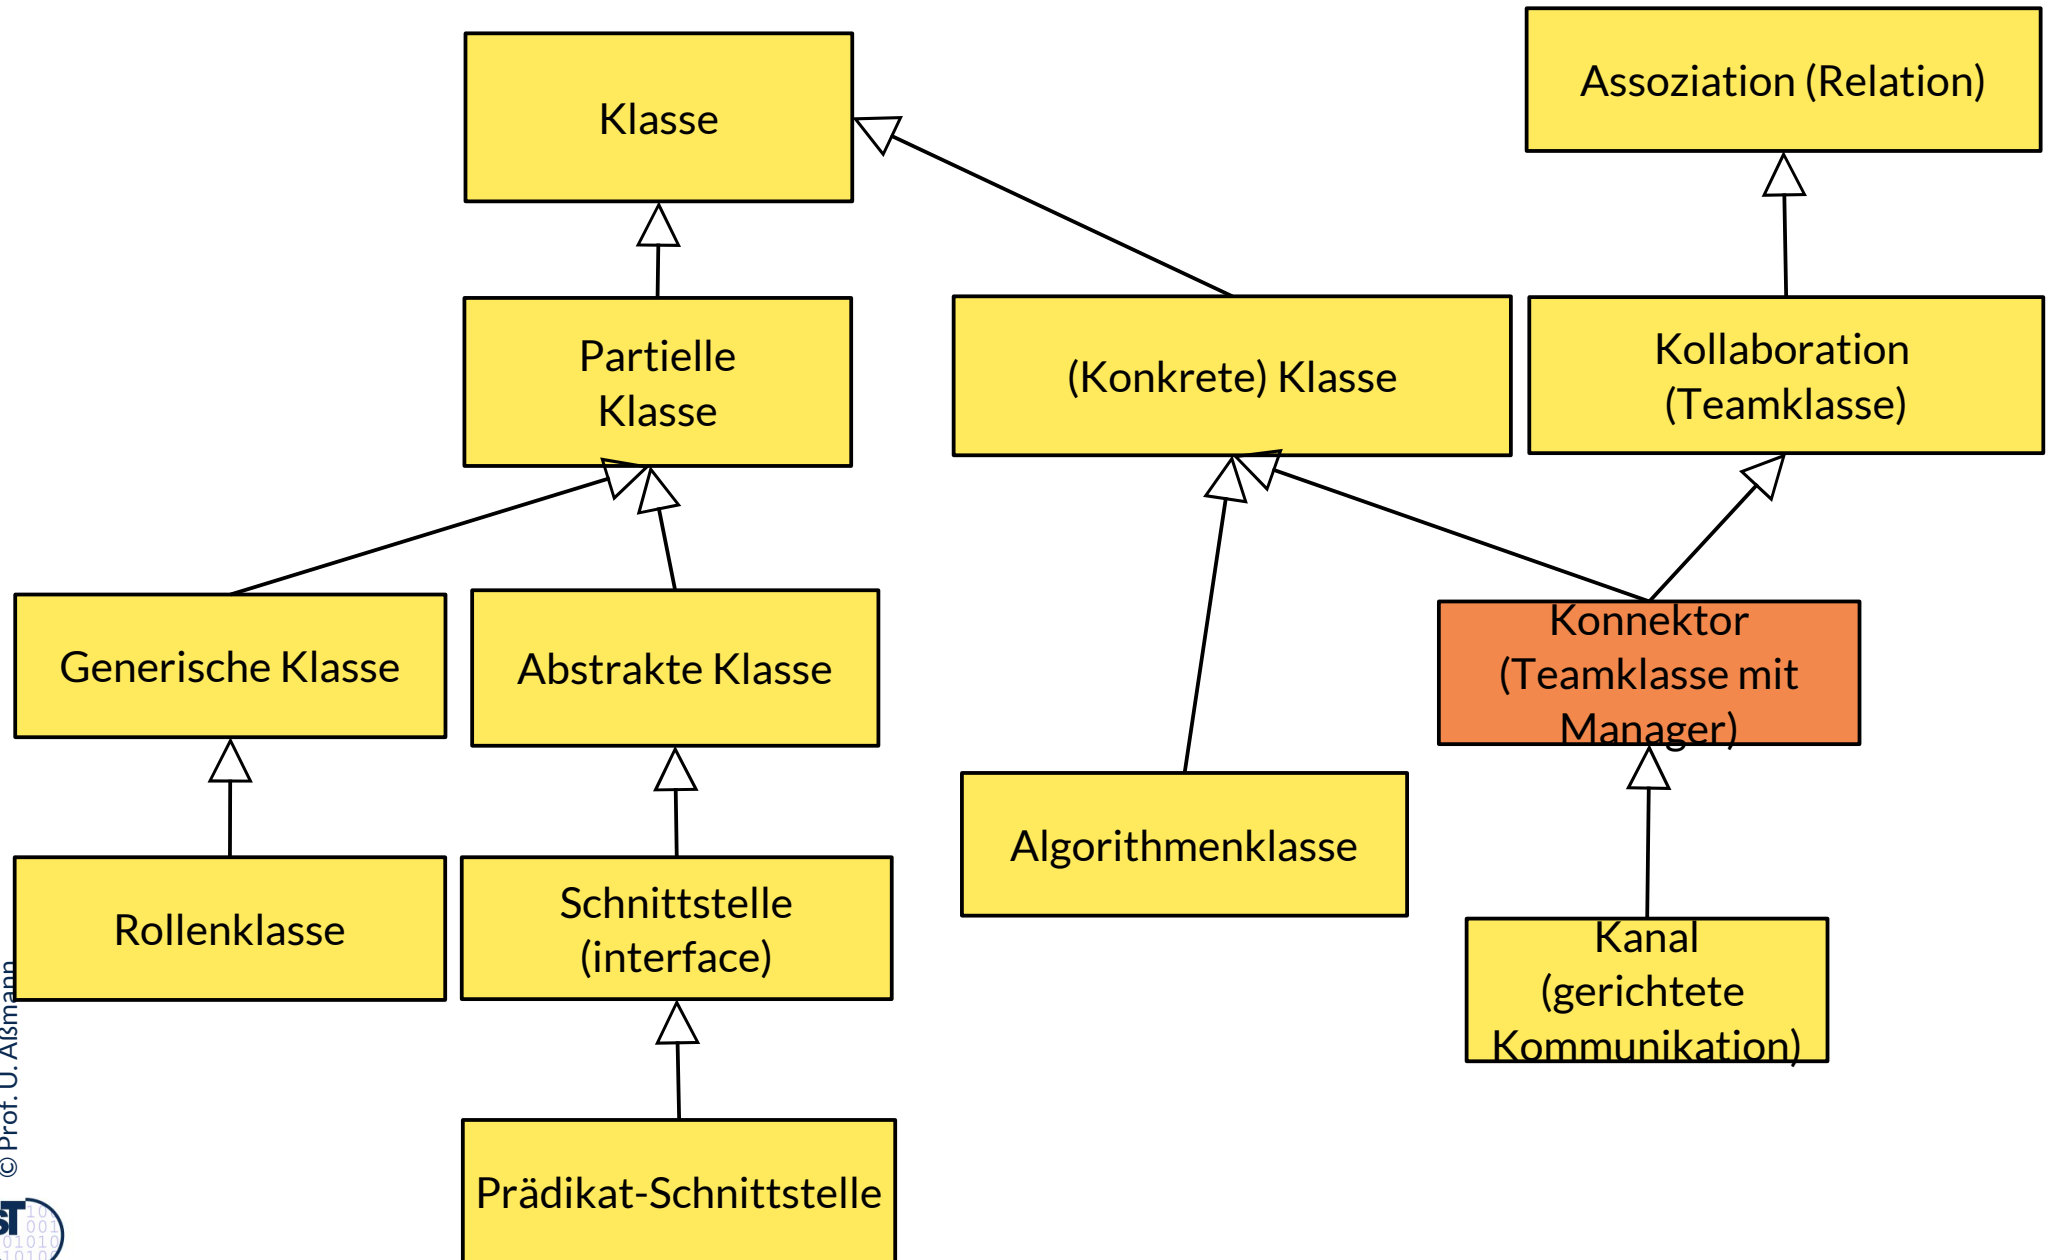 Klasse
Assoziation (Relation)
Partielle
Klasse
(Konkrete) Klasse
Kollaboration
(Teamklasse)
Generische Klasse
Abstrakte Klasse
Konnektor
(Teamklasse mit
Manager)
Algorithmenklasse
Rollenklasse
Schnittstelle
(interface)
Kanal
(gerichtete
Kommunikation)
Prädikat-Schnittstelle
© Prof. U. Aßmann
ST